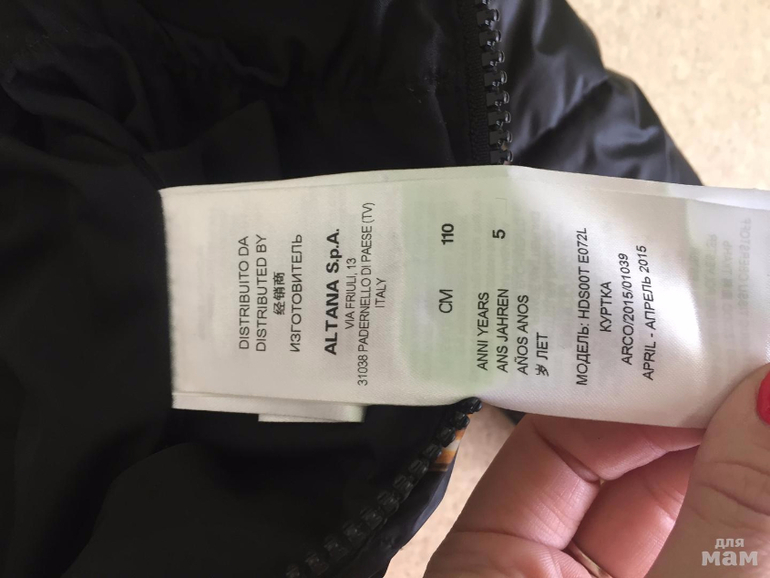 DISTRIBUITO DA
DISTRIBUTED BY
经销商
ИЗГОТОВИТЕЛЬ
ALTANA S.p.A.
VIA FRIULI, 13
31038 PADERNELLO DI PAESE (TV)
ITALY
CM 110
ANNI YEARS
ANS JAHREN 5
AÑOS ANOS
岁 ЛЕТ
МОДЕЛЬ: HDS00T E072L
КУРТКА
ARCO/2015/01039
APRIL - АПРЕЛЬ 2015
для
мам